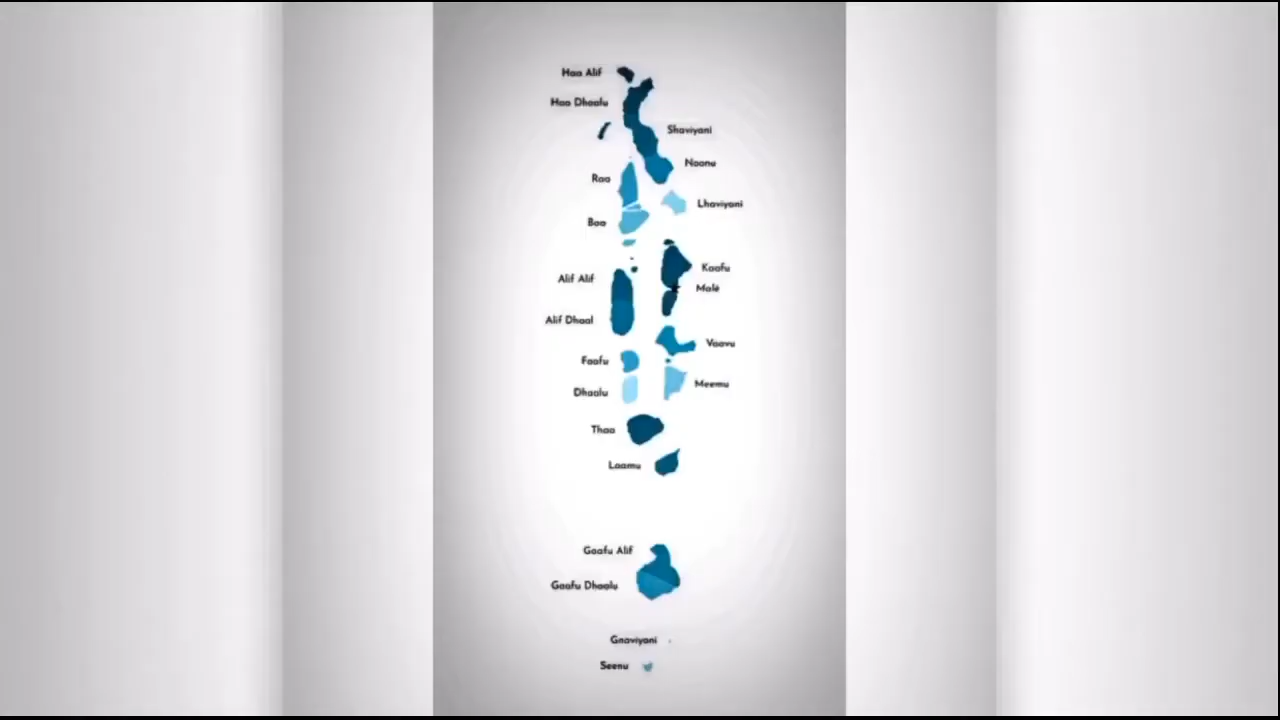 Haa Alif
Haa Dhaalu
Shaviyani
Noonu
Raa
Lhaviyani
Baa
Kaafu
Alif Alif
Malé
Alif Dhaal
Vaavu
Faafu
Meemu
Dhaalu
Thaa
Laamu
Gaafu Alif
Gaafu Dhaalu
Gnaviyani
Seenu